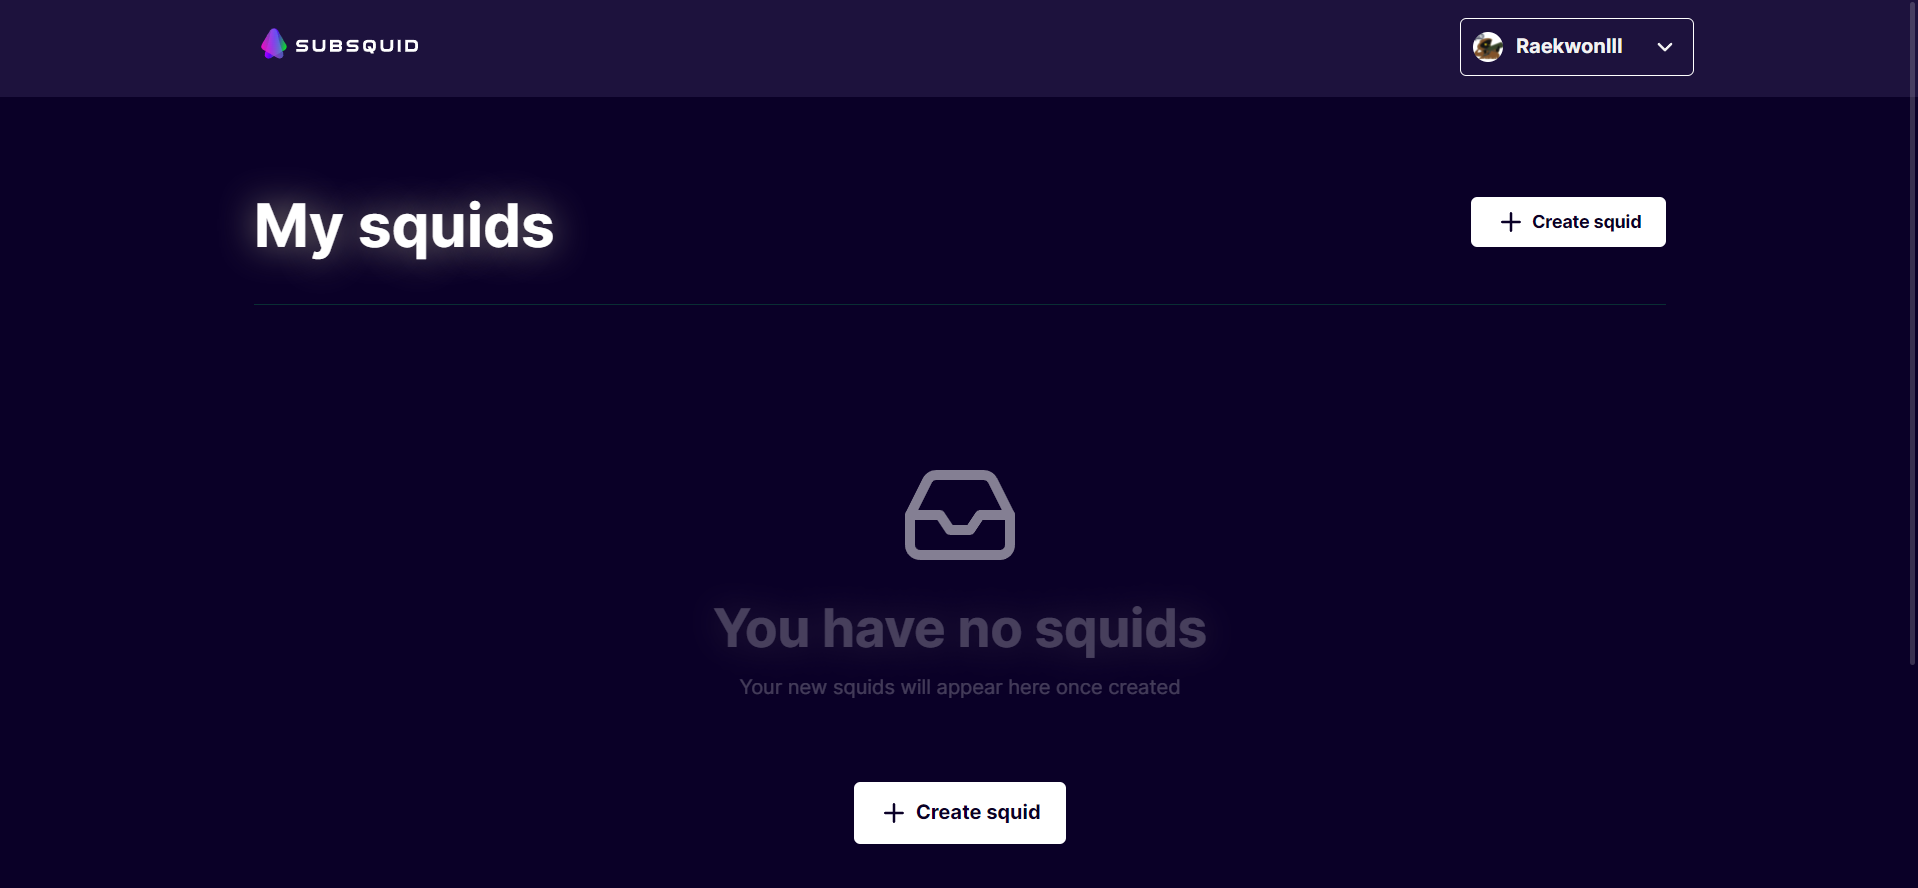 SUBSQUID
RaekwonIII
My squids
Create squid
You have no squids
Your new squids will appear here once created
Create squid